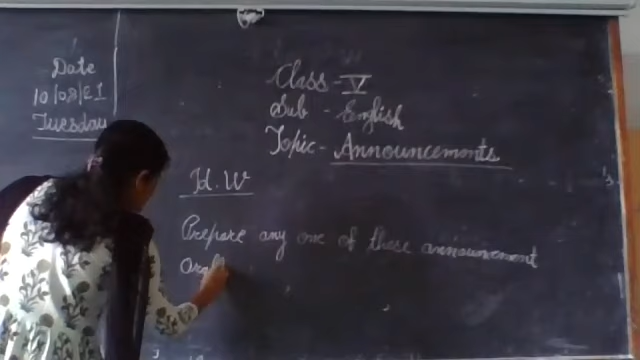 Date
10/08/21
Tuesday
Class - V
Sub - English
Topic - Announcements
H.W
Prepare any one of these announcement